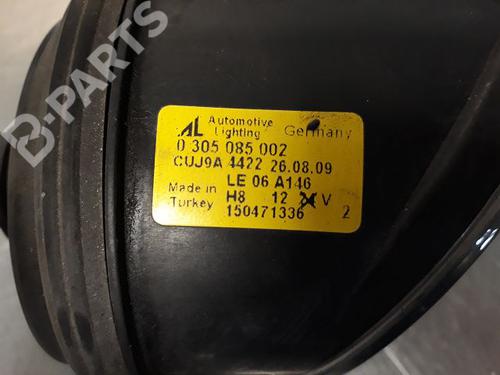 B-PARTS
AL Automotive Lighting Germany
0 305 085 002
CUJ9A 4422 26.08.09
LE 06 A146
Made in Turkey H8 12 V
150471336 2